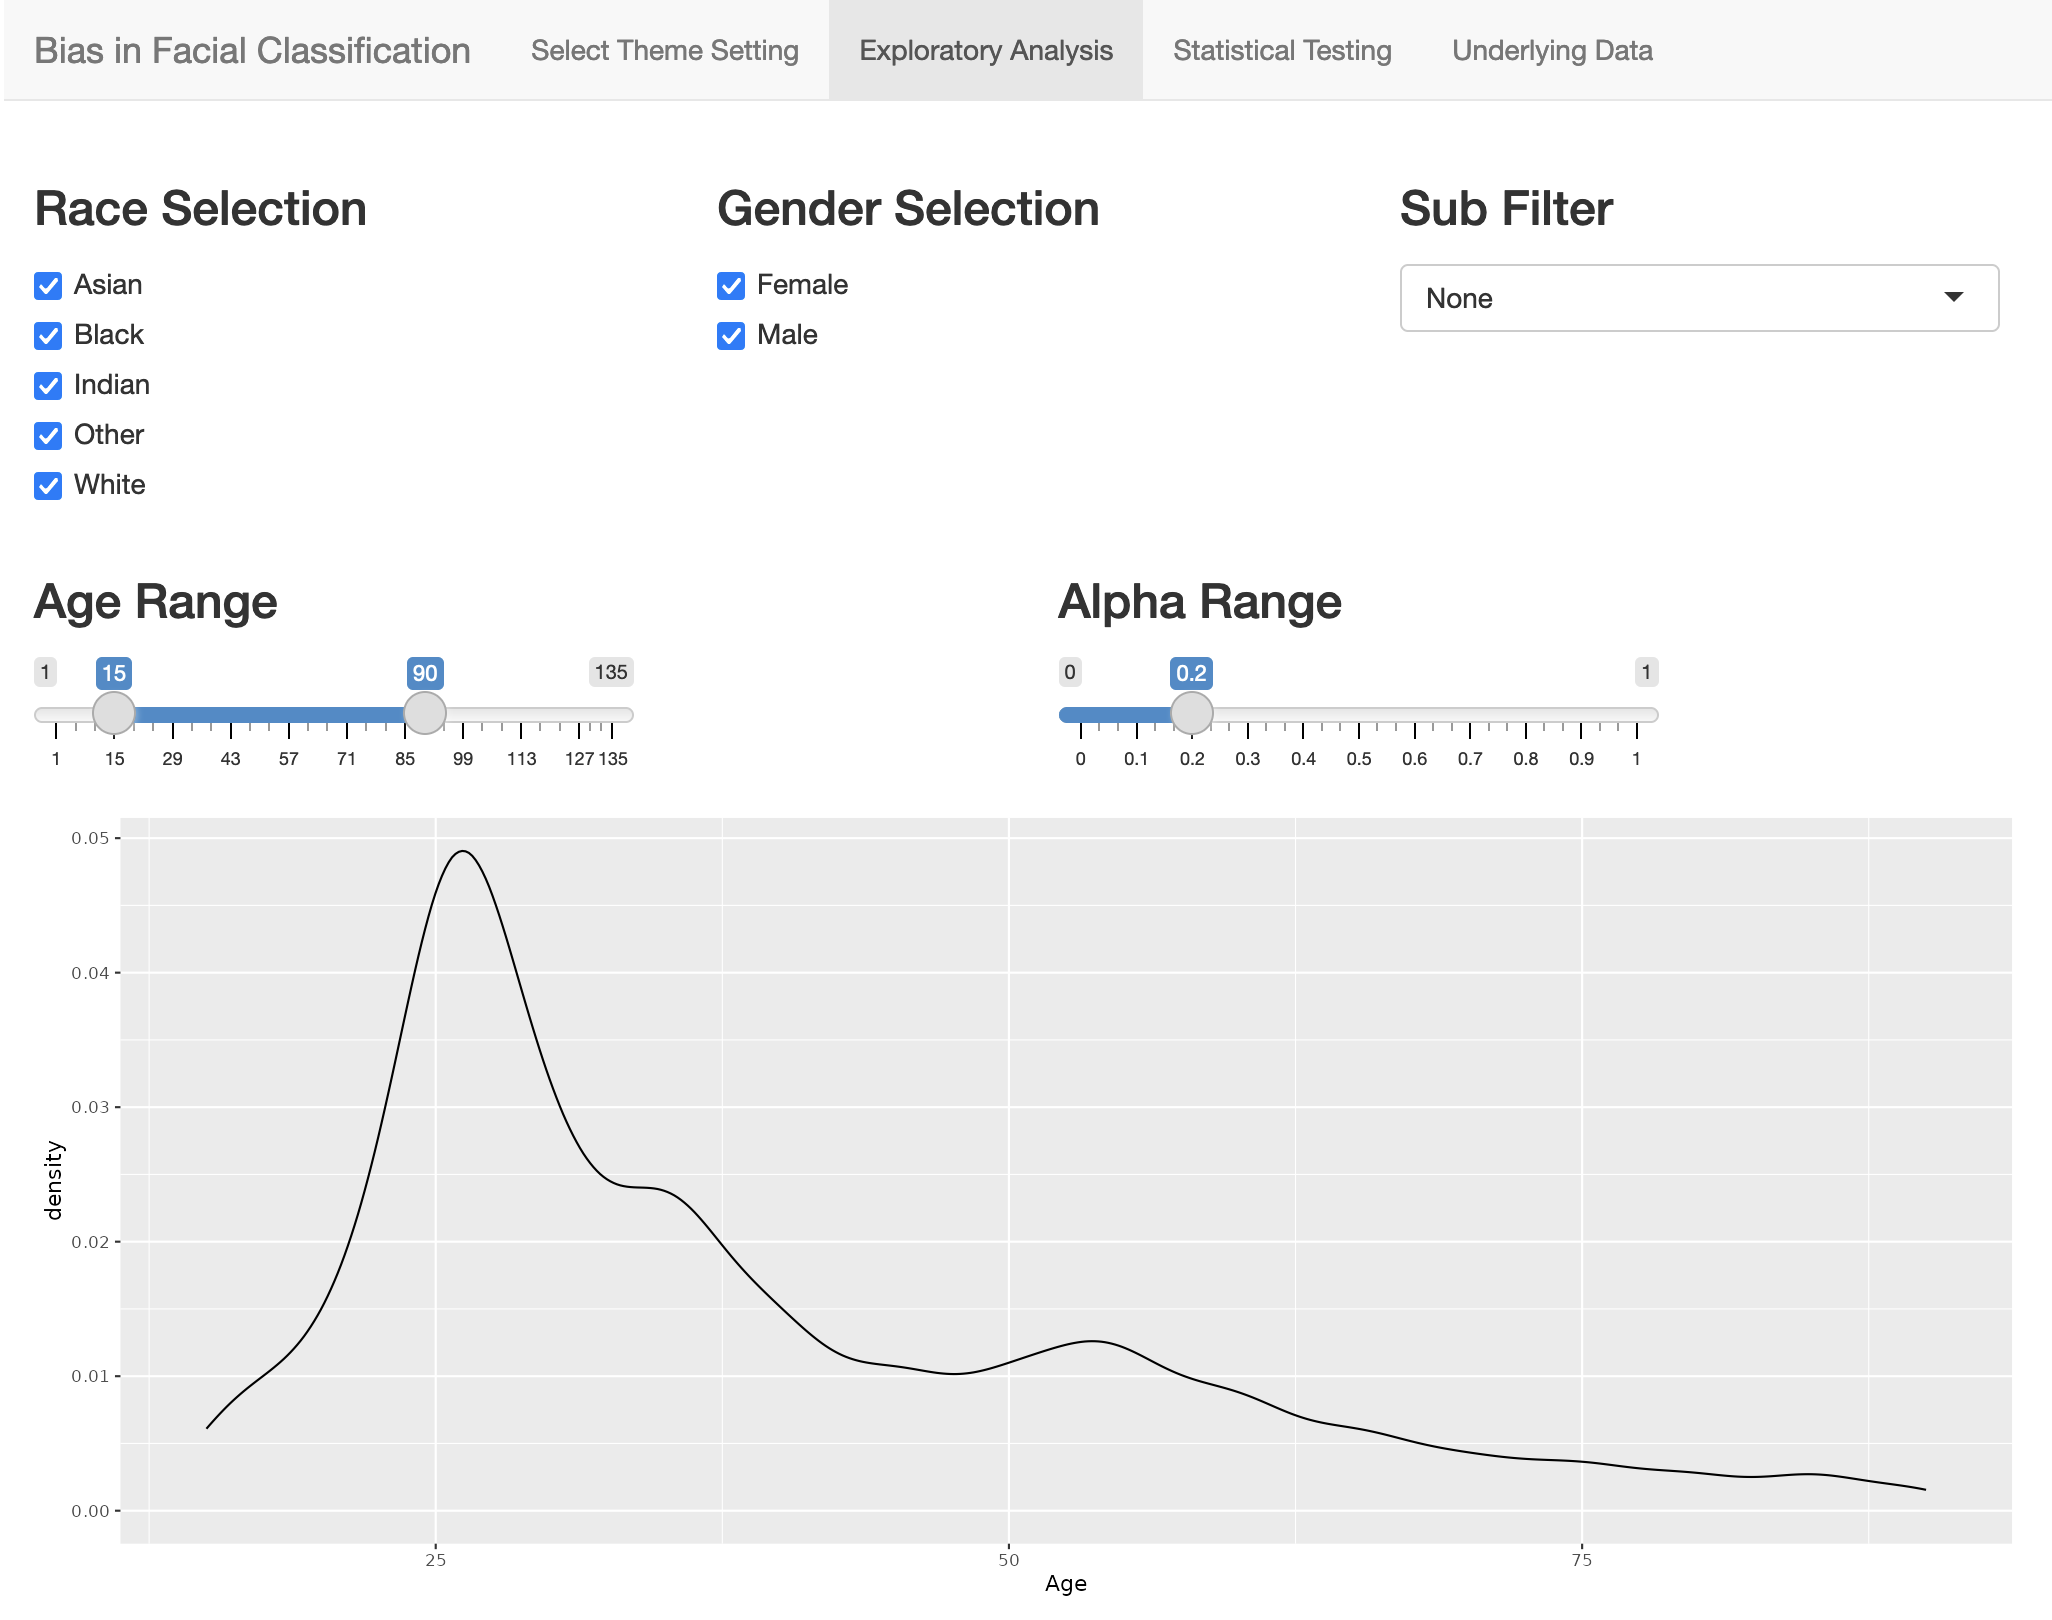 Bias in Facial Classification Select Theme Setting Exploratory Analysis Statistical Testing Underlying Data
Race Selection
Asian
Black
Indian
Other
White
Gender Selection
Female
Male
Sub Filter
None
Age Range
1 15 90 135
1 15 29 43 57 71 85 99 113 127 135
Alpha Range
0 0.2 1
0 0.1 0.2 0.3 0.4 0.5 0.6 0.7 0.8 0.9 1
density
0.05
0.04
0.03
0.02
0.01
0.00
25 50 75
Age